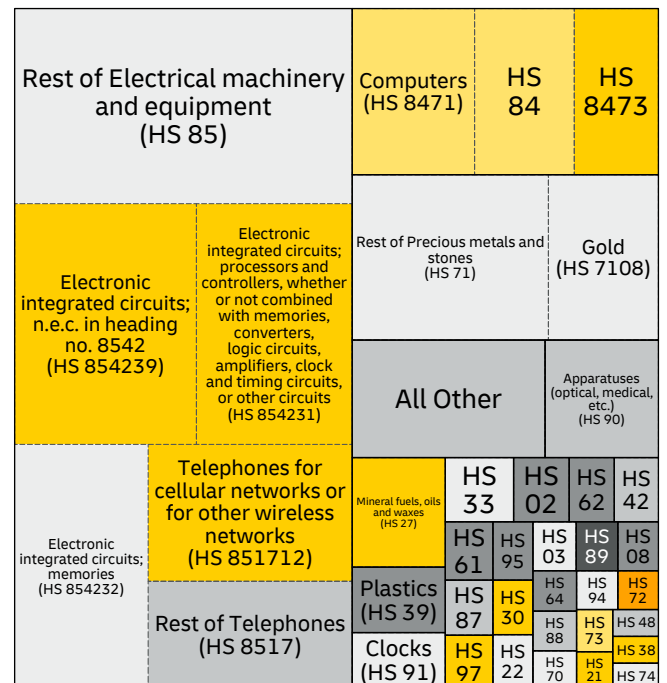 Rest of Electrical machinery
and equipment
(HS 85)
Computers
(HS 8471)
HS
84
HS
8473
Rest of Precious metals and
stones
(HS 71)
Gold
(HS 7108)
Electronic
integrated circuits;
n.e.c. in heading
no. 8542
(HS 854239)
Electronic
integrated circuits;
processors and
controllers, whether
or not combined
with memories,
converters,
logic circuits,
amplifiers, clock
and timing circuits,
or other circuits
(HS 854231)
All Other
Apparatuses
(optical, medical,
etc.)
(HS 90)
Electronic
integrated circuits;
memories
(HS 854232)
Telephones for
cellular networks or
for other wireless
networks
(HS 851712)
Rest of Telephones
(HS 8517)
Mineral fuels, oils
and waxes
(HS 27)
Plastics
(HS 39)
Clocks
(HS 91)
HS
33
HS
02
HS
62
HS
42
HS
61
HS
95
HS
03
HS
89
HS
08
HS
87
HS
30
HS
64
HS
94
HS
72
HS
88
HS
73
HS 48
HS 38
HS
97
HS
22
HS
70
HS
21
HS 74